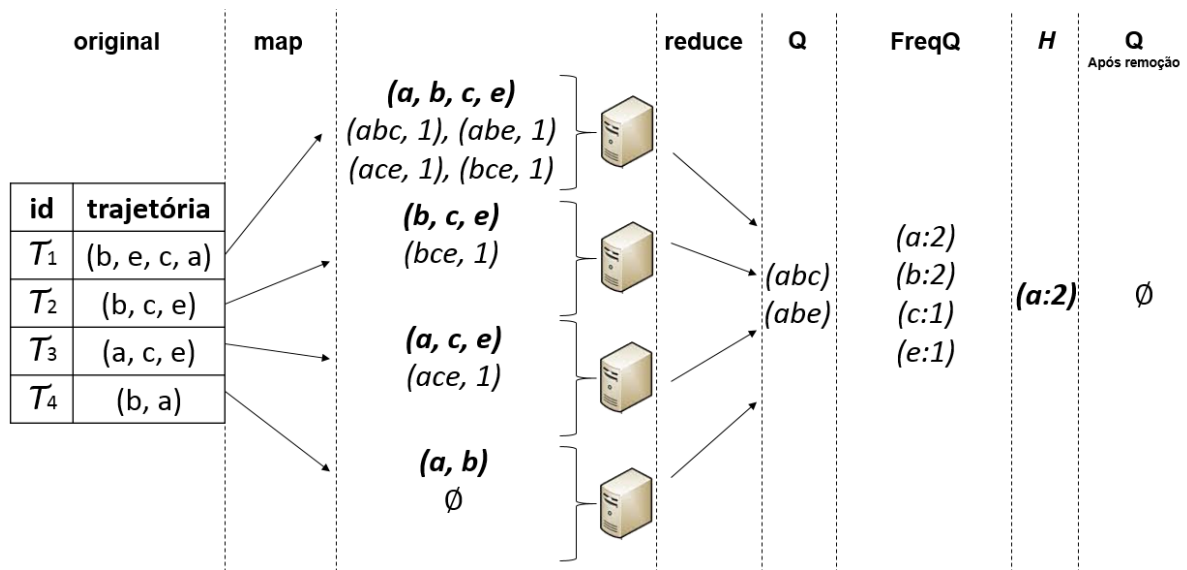 original map reduce Q FreqQ H Q
Após remoção
id trajetória
T1 (b, e, c, a)
T2 (b, c, e)
T3 (a, c, e)
T4 (b, a)
(a, b, c, e)
(abc, 1), (abe, 1)
(ace, 1), (bce, 1)
(b, c, e)
(bce, 1)
(a, c, e)
(ace, 1)
(a, b)
∅
(abc)
(abe)
(a:2)
(b:2)
(c:1)
(e:1)
(a:2)
∅